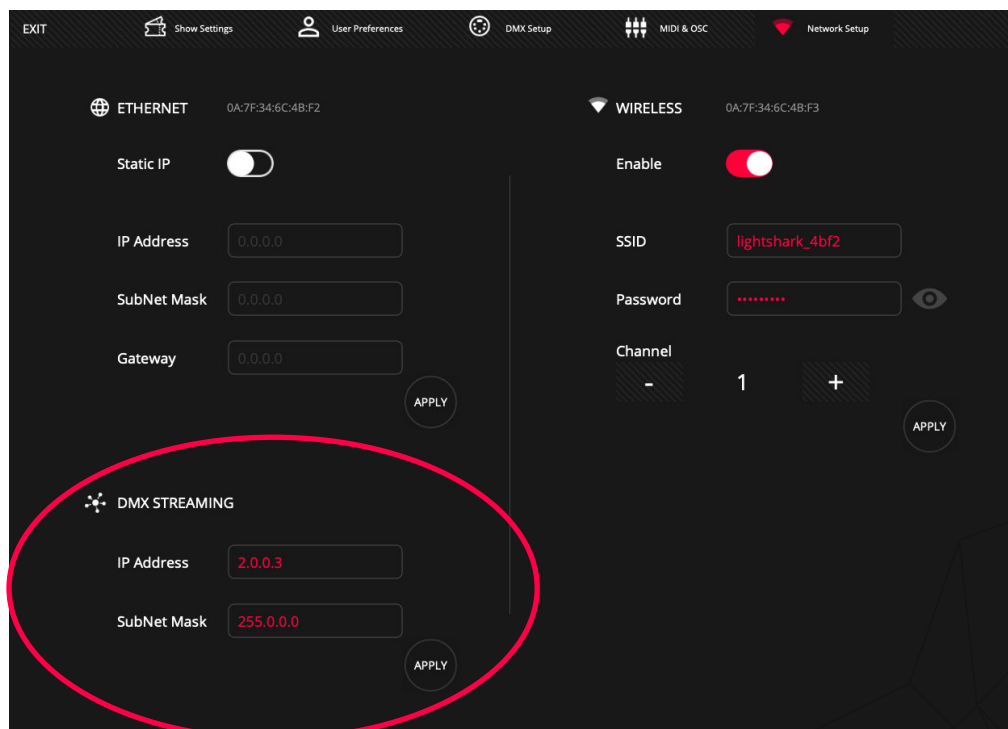 EXIT
Show Settings
User Preferences
DMX Setup
MIDI & OSC
Network Setup
ETHERNET 0A:7F:34:6C:4B:F2
Static IP
IP Address 0.0.0.0
SubNet Mask 0.0.0.0
Gateway 0.0.0.0
APPLY
DMX STREAMING
IP Address 2.0.0.3
SubNet Mask 255.0.0.0
APPLY
WIRELESS 0A:7F:34:6C:4B:F3
Enable
SSID lightshark_4bf2
Password •••••••••
Channel
- 1 +
APPLY